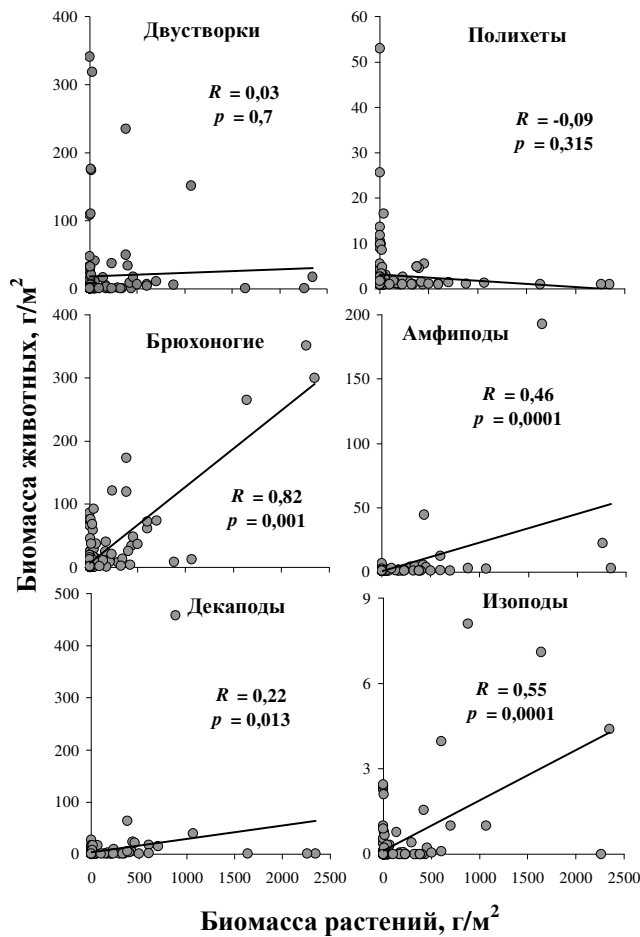 Биомасса животных, г/м²
Двустворки
R = 0,03
p = 0,7
400
300
200
100
0
Полихеты
R = -0,09
p = 0,315
60
50
40
30
20
10
0
Брюхоногие
R = 0,82
p = 0,001
400
300
200
100
0
Амфиподы
R = 0,46
p = 0,0001
200
150
100
50
0
Декаподы
R = 0,22
p = 0,013
500
400
300
200
100
0
0 500 1000 1500 2000 2500
Изоподы
R = 0,55
p = 0,0001
9
6
3
0
0 500 1000 1500 2000 2500
Биомасса растений, г/м²